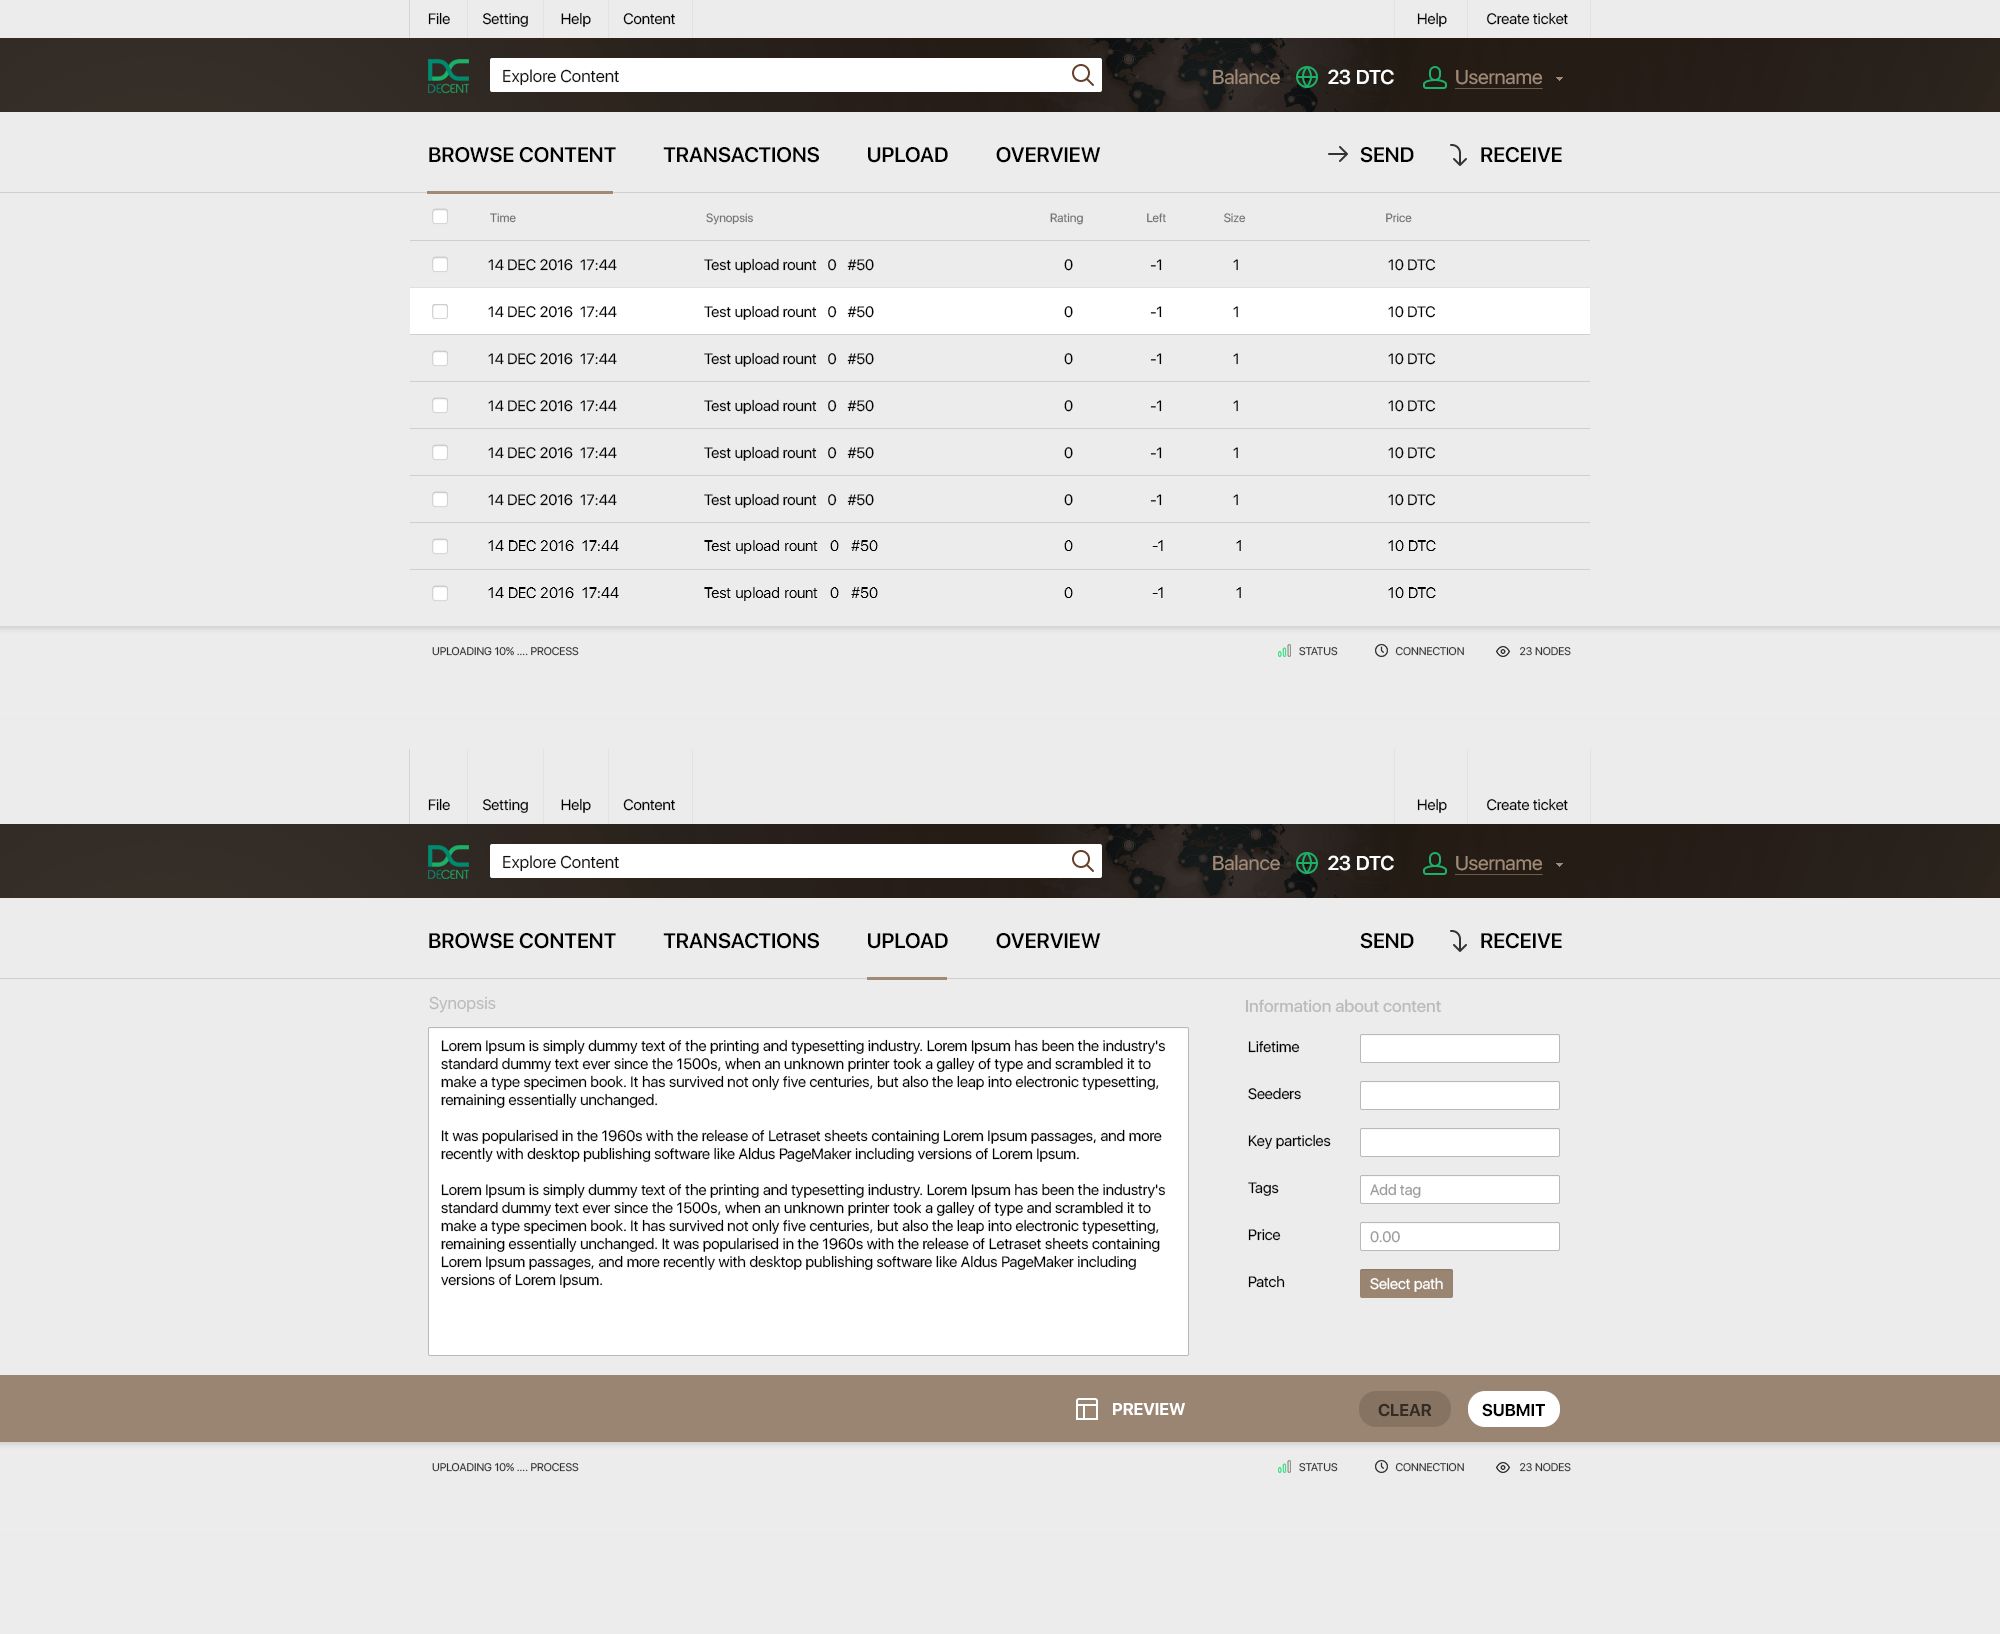 File Setting Help Content Help Create ticket
DC DECENT Explore Content Balance 23 DTC Username
BROWSE CONTENT TRANSACTIONS UPLOAD OVERVIEW SEND RECEIVE
Time Synopsis Rating Left Size Price
14 DEC 2016 17:44 Test upload rount 0 #50 0 -1 1 10 DTC
14 DEC 2016 17:44 Test upload rount 0 #50 0 -1 1 10 DTC
14 DEC 2016 17:44 Test upload rount 0 #50 0 -1 1 10 DTC
14 DEC 2016 17:44 Test upload rount 0 #50 0 -1 1 10 DTC
14 DEC 2016 17:44 Test upload rount 0 #50 0 -1 1 10 DTC
14 DEC 2016 17:44 Test upload rount 0 #50 0 -1 1 10 DTC
14 DEC 2016 17:44 Test upload rount 0 #50 0 -1 1 10 DTC
14 DEC 2016 17:44 Test upload rount 0 #50 0 -1 1 10 DTC
UPLOADING 10% .... PROCESS STATUS CONNECTION 23 NODES
File Setting Help Content Help Create ticket
DC DECENT Explore Content Balance 23 DTC Username
BROWSE CONTENT TRANSACTIONS UPLOAD OVERVIEW SEND RECEIVE
Synopsis
Lorem Ipsum is simply dummy text of the printing and typesetting industry. Lorem Ipsum has been the industry's
standard dummy text ever since the 1500s, when an unknown printer took a galley of type and scrambled it to
make a type specimen book. It has survived not only five centuries, but also the leap into electronic typesetting,
remaining essentially unchanged.
It was popularised in the 1960s with the release of Letraset sheets containing Lorem Ipsum passages, and more
recently with desktop publishing software like Aldus PageMaker including versions of Lorem Ipsum.
Lorem Ipsum is simply dummy text of the printing and typesetting industry. Lorem Ipsum has been the industry's
standard dummy text ever since the 1500s, when an unknown printer took a galley of type and scrambled it to
make a type specimen book. It has survived not only five centuries, but also the leap into electronic typesetting,
remaining essentially unchanged. It was popularised in the 1960s with the release of Letraset sheets containing
Lorem Ipsum passages, and more recently with desktop publishing software like Aldus PageMaker including
versions of Lorem Ipsum.
Information about content
Lifetime
Seeders
Key particles
Tags Add tag
Price 0.00
Patch Select path
PREVIEW CLEAR SUBMIT
UPLOADING 10% .... PROCESS STATUS CONNECTION 23 NODES